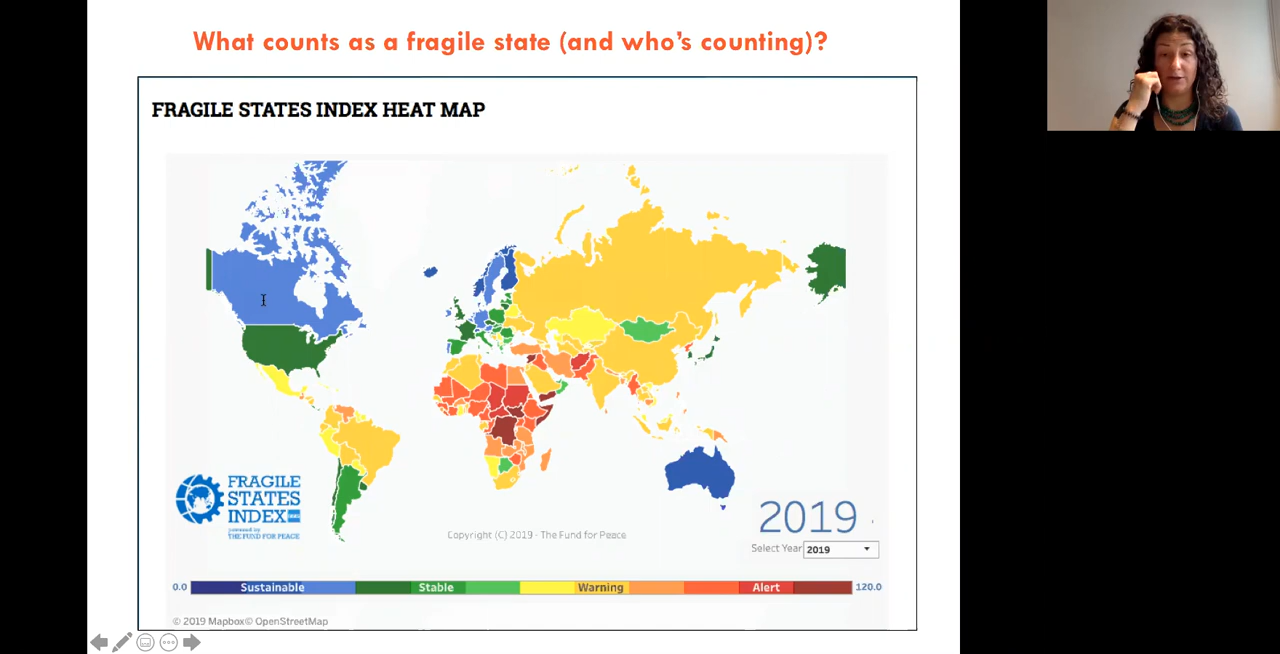 What counts as a fragile state (and who's counting)?
FRAGILE STATES INDEX HEAT MAP
FRAGILE
STATES
INDEX
powered by
THE FUND FOR PEACE
Copyright (C) 2019 - The Fund for Peace
2019
Select Year 2019
0.0 Sustainable Stable Warning Alert 120.0
© 2019 Mapbox© OpenStreetMap